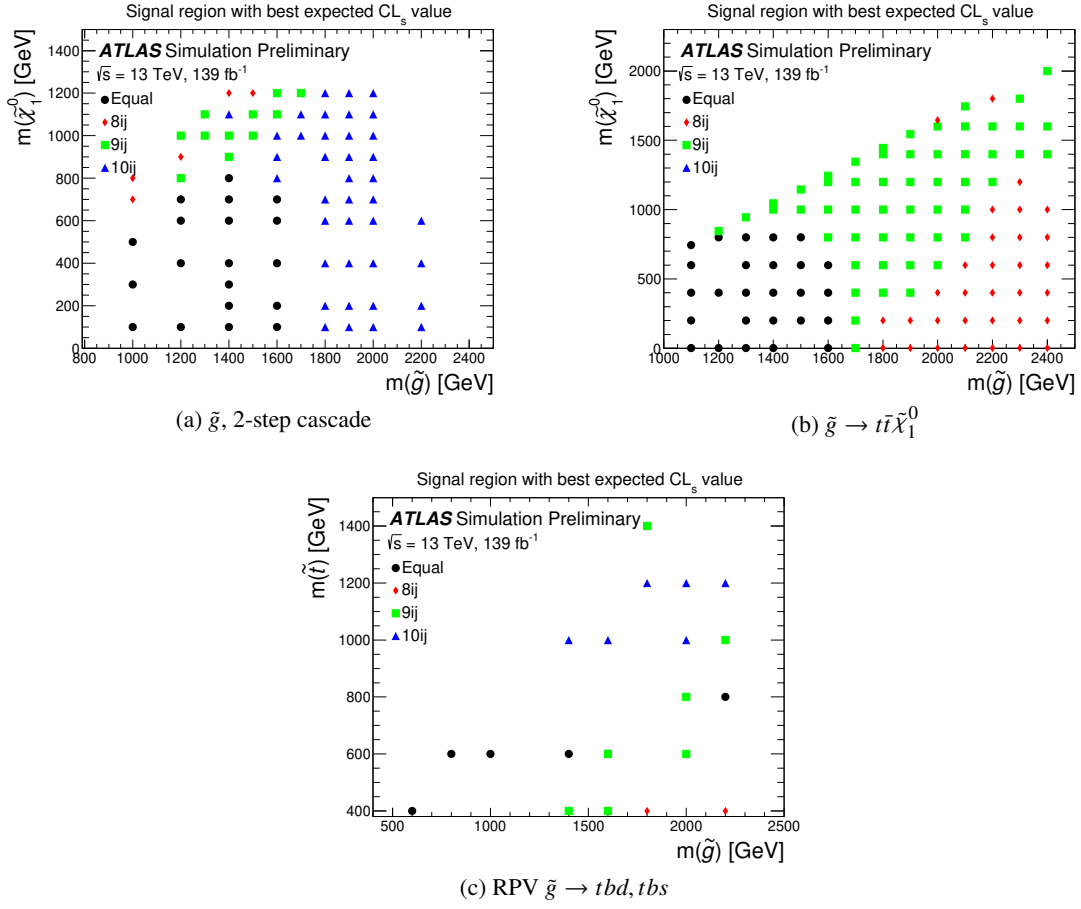 Signal region with best expected CLs value
ATLAS Simulation Preliminary
√s = 13 TeV, 139 fb⁻¹
Equal
8ij
9ij
10ij
m(χ̃₁⁰) [GeV]
1400
1200
1000
800
600
400
200
0
800 1000 1200 1400 1600 1800 2000 2200 2400
m(g̃) [GeV]
(a) g̃, 2-step cascade
Signal region with best expected CLs value
ATLAS Simulation Preliminary
√s = 13 TeV, 139 fb⁻¹
Equal
8ij
9ij
10ij
m(χ̃₁⁰) [GeV]
2000
1500
1000
500
0
1000 1200 1400 1600 1800 2000 2200 2400
m(g̃) [GeV]
(b) g̃ → tt̄χ̃₁⁰
Signal region with best expected CLs value
ATLAS Simulation Preliminary
√s = 13 TeV, 139 fb⁻¹
Equal
8ij
9ij
10ij
m(t̃) [GeV]
1400
1200
1000
800
600
400
500 1000 1500 2000 2500
m(g̃) [GeV]
(c) RPV g̃ → tbd, tbs